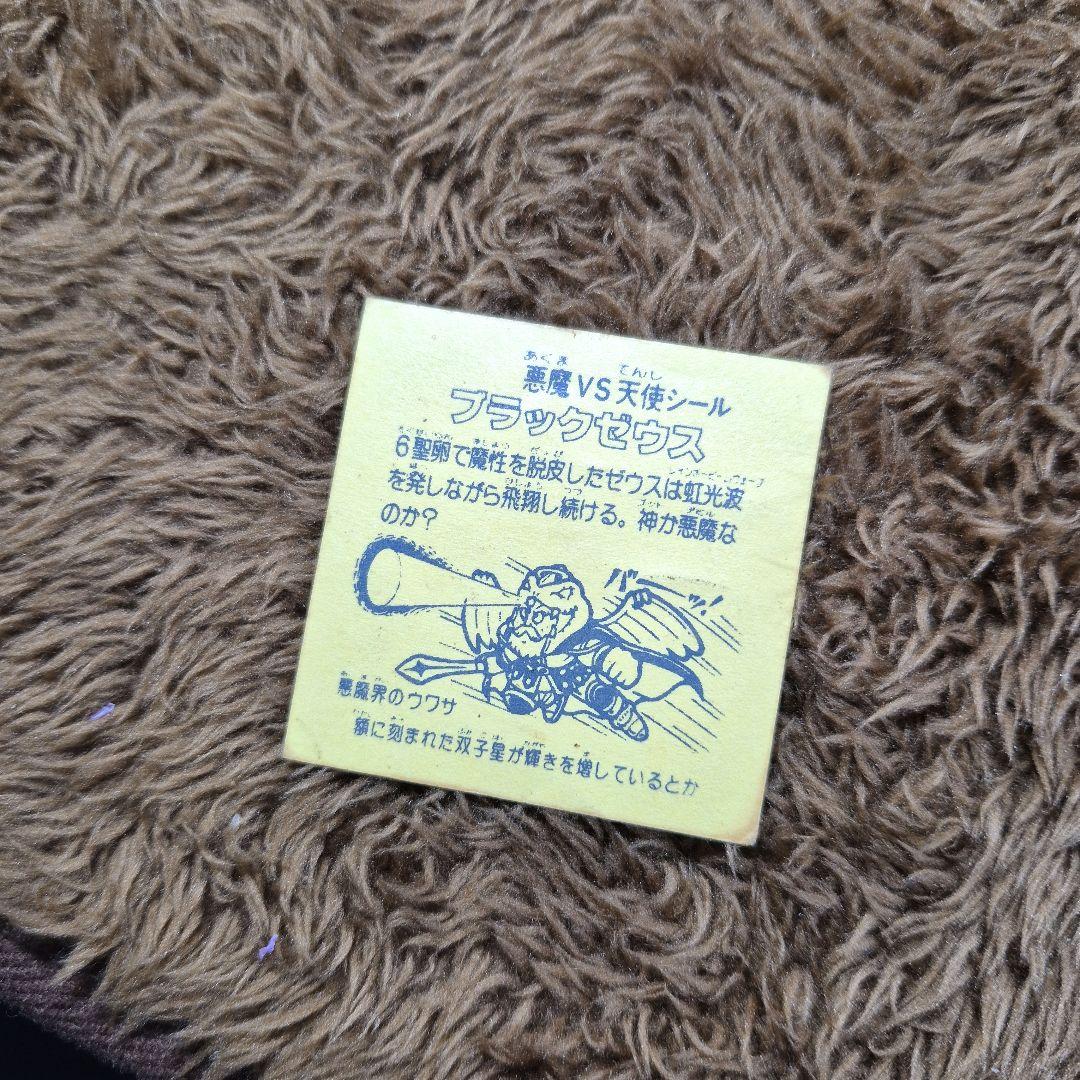 悪魔VS天使シール
ブラックゼウス
6聖卵で魔性を脱皮したゼウスは虹光波
を発しながら飛翔し続ける。神か悪魔な
のか?
バーッ!
悪魔界のウワサ
額に刻まれた双子星が輝きを増しているとか